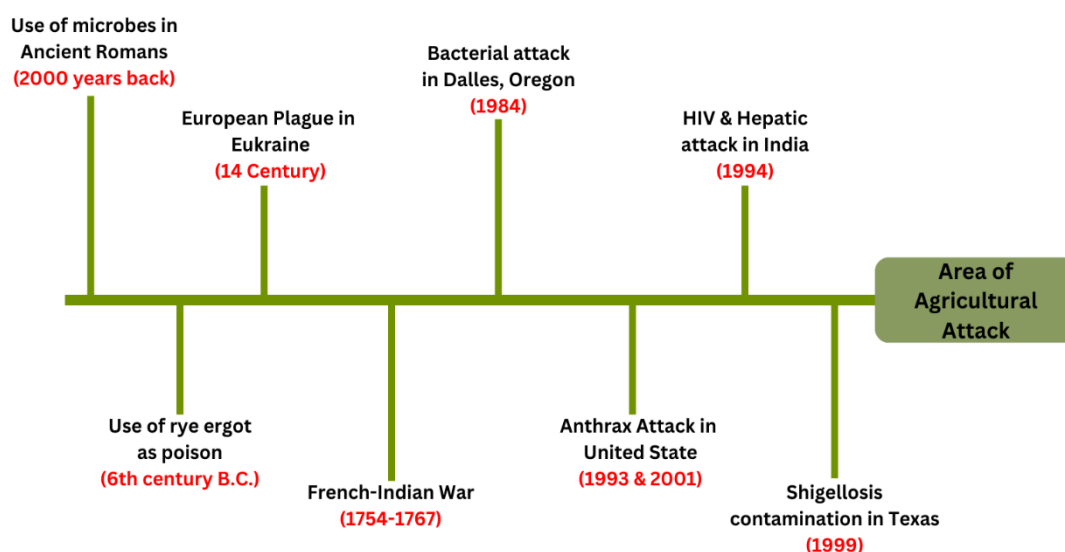 Use of microbes in
Ancient Romans
(2000 years back)
European Plague in
Eukraine
(14 Century)
Bacterial attack
in Dalles, Oregon
(1984)
HIV & Hepatic
attack in India
(1994)
Area of
Agricultural
Attack
Use of rye ergot
as poison
(6th century B.C.)
French-Indian War
(1754-1767)
Anthrax Attack in
United State
(1993 & 2001)
Shigellosis
contamination in Texas
(1999)